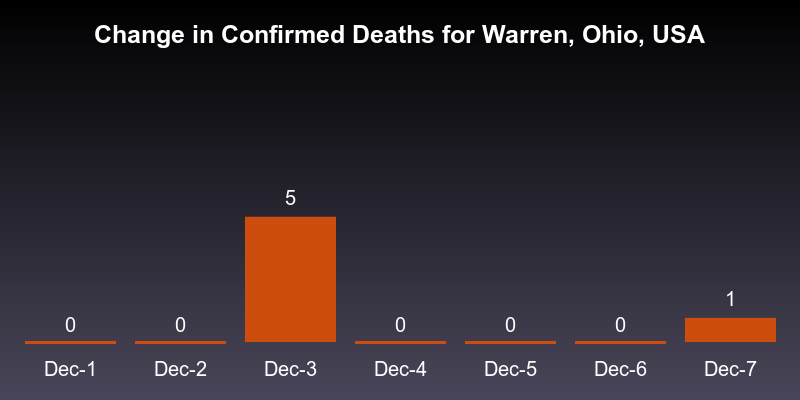 Change in Confirmed Deaths for Warren, Ohio, USA
0 0 5 0 0 0 1
Dec-1 Dec-2 Dec-3 Dec-4 Dec-5 Dec-6 Dec-7